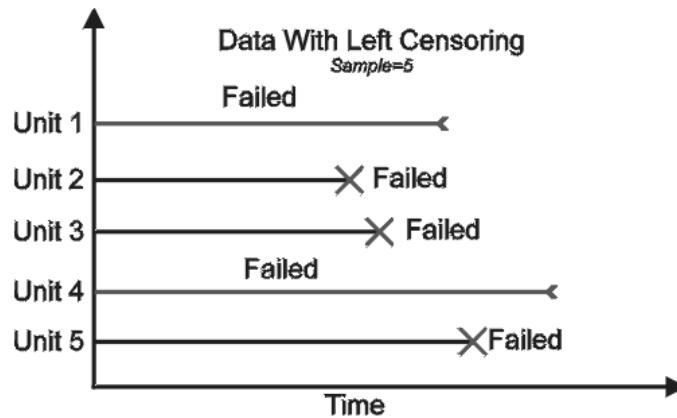 Data With Left Censoring
Sample=5
Failed
Unit 1
Unit 2 Failed
Unit 3 Failed
Failed
Unit 4
Unit 5 Failed
Time